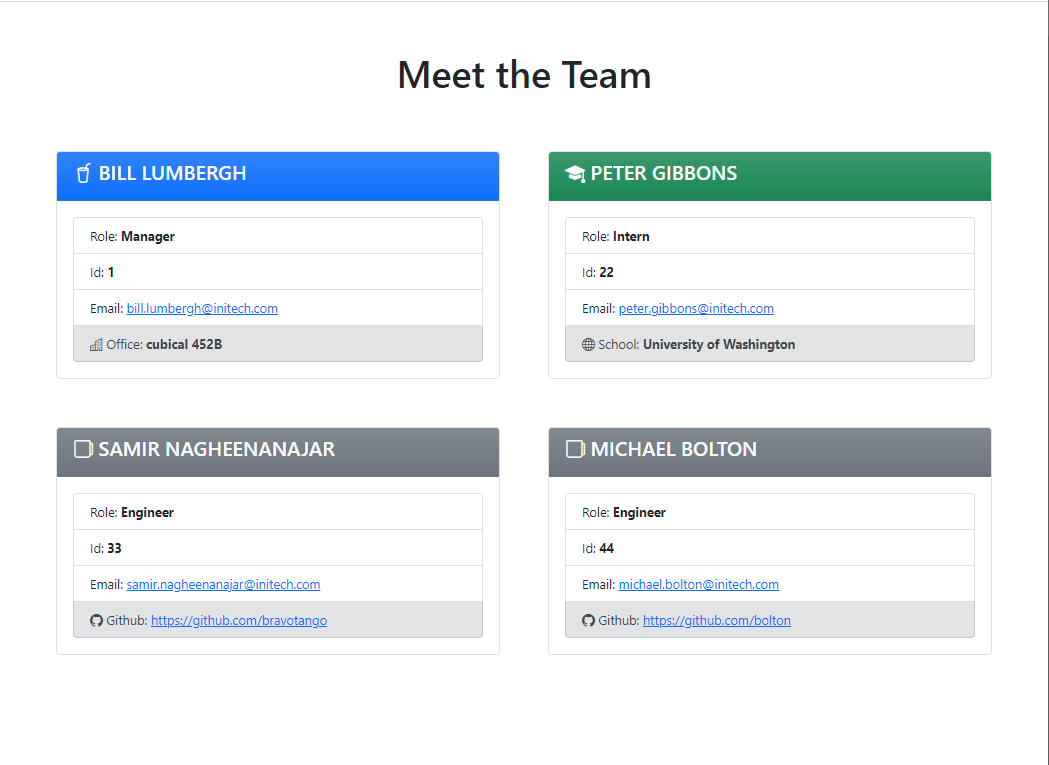 Meet the Team
BILL LUMBERGH
Role: Manager
Id: 1
Email: bill.lumbergh@initech.com
Office: cubical 452B
PETER GIBBONS
Role: Intern
Id: 22
Email: peter.gibbons@initech.com
School: University of Washington
SAMIR NAGHEENANAJAR
Role: Engineer
Id: 33
Email: samir.nagheenanajar@initech.com
Github: https://github.com/bravotango
MICHAEL BOLTON
Role: Engineer
Id: 44
Email: michael.bolton@initech.com
Github: https://github.com/bolton